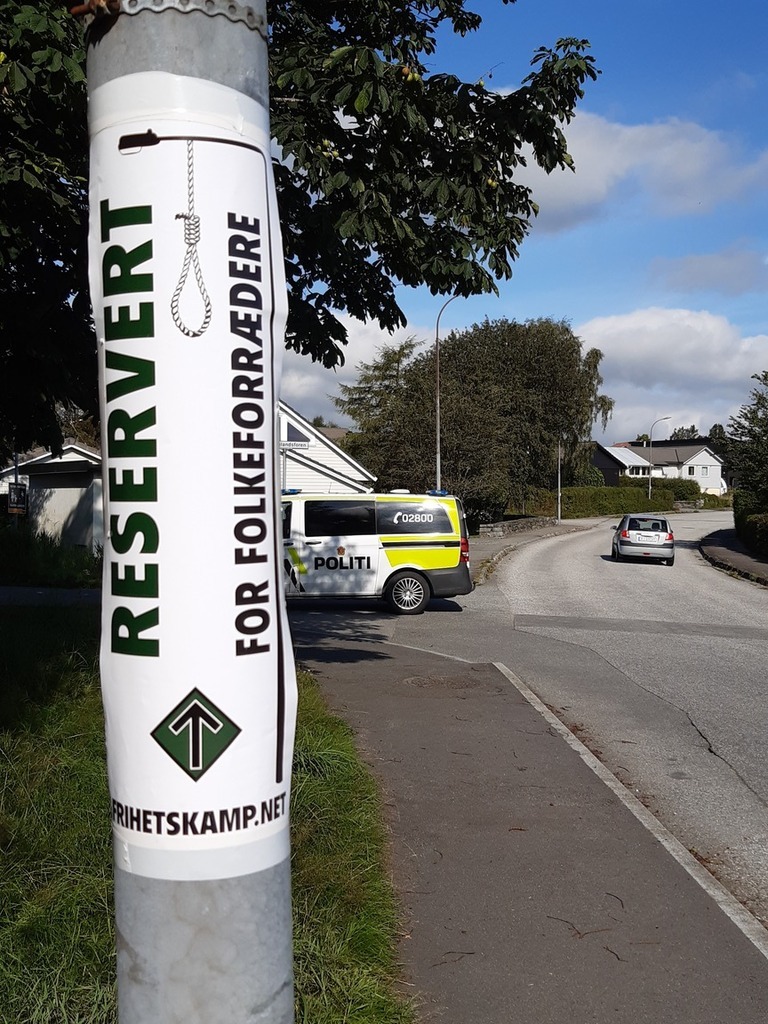 RESERVERT
FOR FOLKEFORRÆDERE
FRIHETSKAMP.NET
02800
POLITI